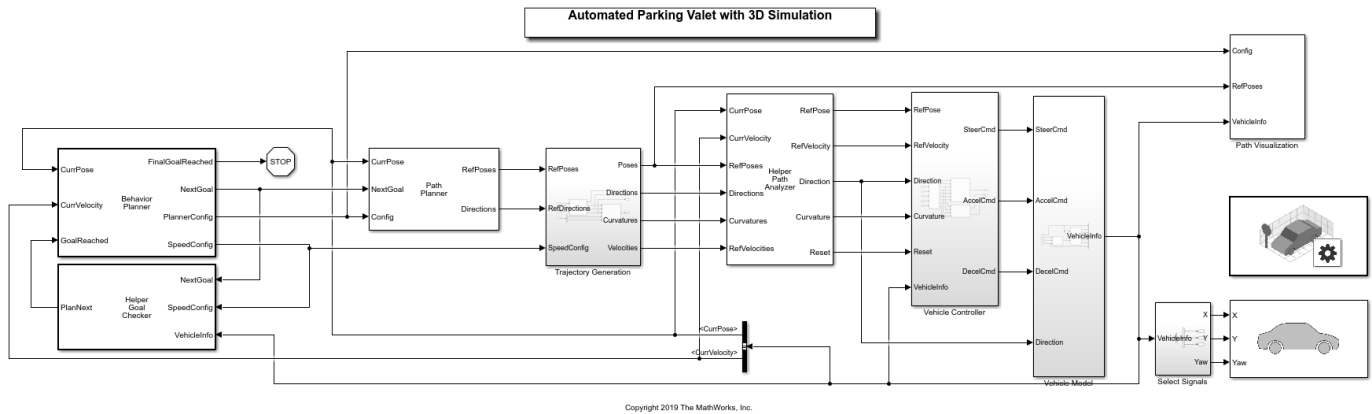 Automated Parking Valet with 3D Simulation
CurrPose
CurrVelocity
GoalReached
Behavior
Planner
FinalGoalReached
NextGoal
PlannerConfig
SpeedConfig
STOP
PlanNext
Helper
Goal
Checker
NextGoal
SpeedConfig
VehicleInfo
CurrPose
NextGoal
Config
Path
Planner
RefPoses
Directions
RefPoses
RefDirections
SpeedConfig
Poses
Directions
Curvatures
Velocities
Trajectory Generation
CurrPose
CurrVelocity
RefPoses
Directions
Curvatures
RefVelocities
Helper
Path
Analyzer
RefPose
RefVelocity
Direction
Curvature
Reset
RefPose
RefVelocity
Direction
Curvature
Reset
VehicleInfo
SteerCmd
AccelCmd
DecelCmd
Vehicle Controller
SteerCmd
AccelCmd
DecelCmd
Direction
VehicleInfo
Vehicle Model
Config
RefPoses
VehicleInfo
Path Visualization
<CurrPose>
<CurrVelocity>
VehicleInfo
X
Y
Yaw
Select Signals
X
Y
Yaw
Copyright 2019 The MathWorks, Inc.